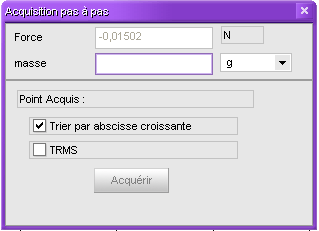 Acquisition pas à pas
Force -0,01502 N
masse g
Point Acquis :
Trier par abscisse croissante
TRMS
Acquérir